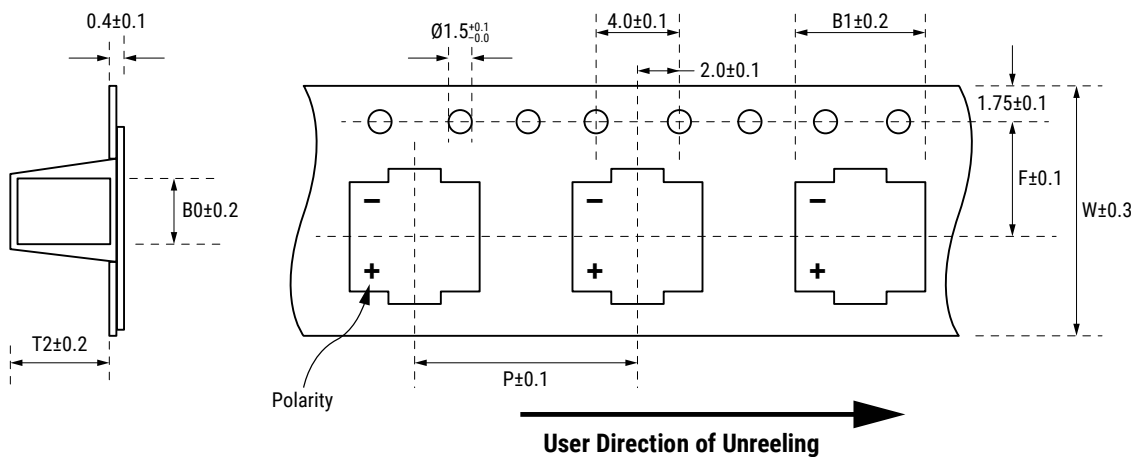 0.4±0.1
Ø1.5+0.1
-0.0
4.0±0.1
B1±0.2
2.0±0.1
1.75±0.1
B0±0.2
F±0.1
W±0.3
−
−
−
+
+
+
T2±0.2
P±0.1
Polarity
User Direction of Unreeling